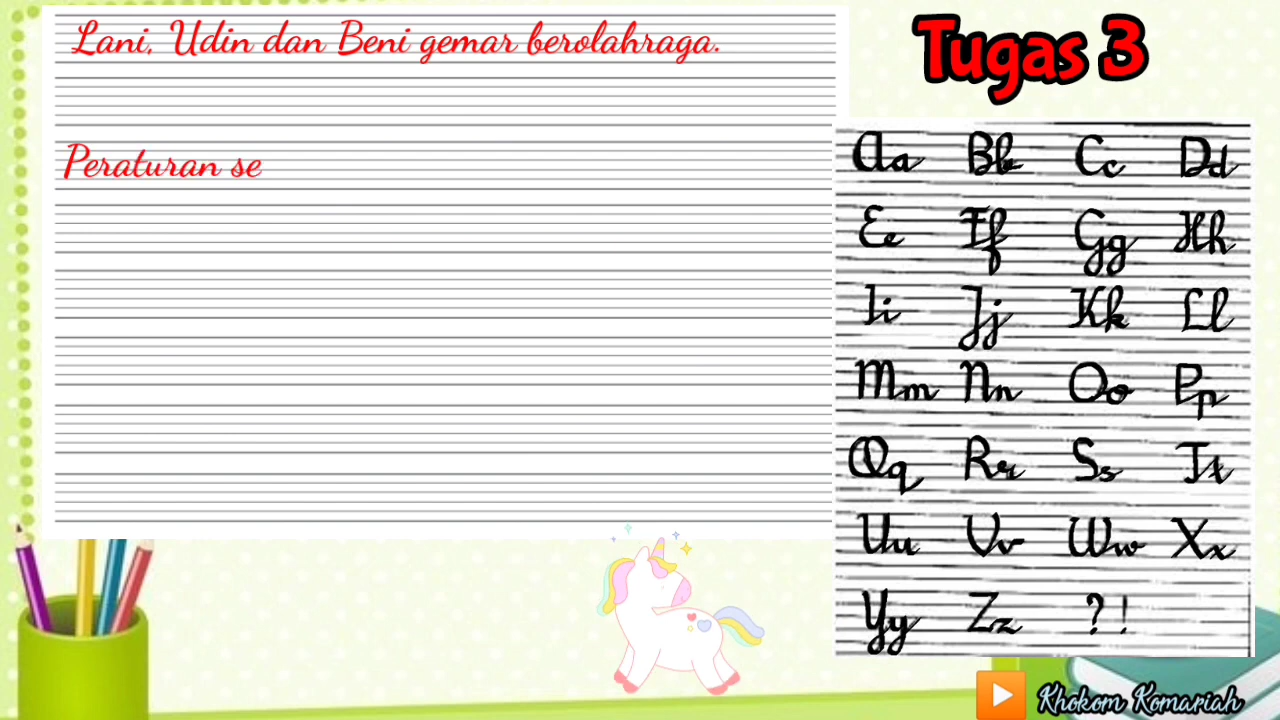 Lani, Udin dan Beni gemar berolahraga.
Peraturan se
Tugas 3
Aa Bb Cc Dd
Ee Ff Gg Hh
Ii Jj Kk Ll
Mm Nn Oo Pp
Qq Rr Ss Tt
Uu Vv Ww Xx
Yy Zz ? !
Khokom Komariah